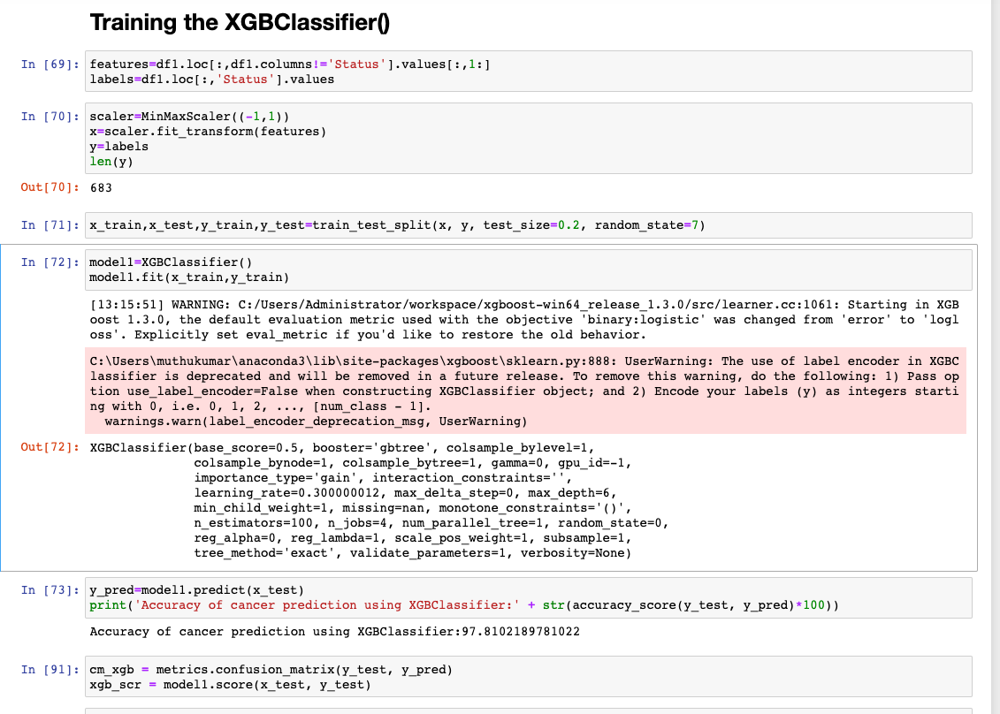 Training the XGBClassifier()
In [69]: features=df1.loc[:,df1.columns!='Status'].values[:,1:]
labels=df1.loc[:,'Status'].values
In [70]: scaler=MinMaxScaler((-1,1))
x=scaler.fit_transform(features)
y=labels
len(y)
Out[70]: 683
In [71]: x_train,x_test,y_train,y_test=train_test_split(x, y, test_size=0.2, random_state=7)
In [72]: model1=XGBClassifier()
model1.fit(x_train,y_train)
[13:15:51] WARNING: C:/Users/Administrator/workspace/xgboost-win64_release_1.3.0/src/learner.cc:1061: Starting in XGB
oost 1.3.0, the default evaluation metric used with the objective 'binary:logistic' was changed from 'error' to 'logl
oss'. Explicitly set eval_metric if you'd like to restore the old behavior.
C:\Users\muthukumar\anaconda3\lib\site-packages\xgboost\sklearn.py:888: UserWarning: The use of label encoder in XGBC
lassifier is deprecated and will be removed in a future release. To remove this warning, do the following: 1) Pass op
tion use_label_encoder=False when constructing XGBClassifier object; and 2) Encode your labels (y) as integers starti
ng with 0, i.e. 0, 1, 2, ..., [num_class - 1].
warnings.warn(label_encoder_deprecation_msg, UserWarning)
Out[72]: XGBClassifier(base_score=0.5, booster='gbtree', colsample_bylevel=1,
colsample_bynode=1, colsample_bytree=1, gamma=0, gpu_id=-1,
importance_type='gain', interaction_constraints='',
learning_rate=0.300000012, max_delta_step=0, max_depth=6,
min_child_weight=1, missing=nan, monotone_constraints='()',
n_estimators=100, n_jobs=4, num_parallel_tree=1, random_state=0,
reg_alpha=0, reg_lambda=1, scale_pos_weight=1, subsample=1,
tree_method='exact', validate_parameters=1, verbosity=None)
In [73]: y_pred=model1.predict(x_test)
print('Accuracy of cancer prediction using XGBClassifier:' + str(accuracy_score(y_test, y_pred)*100))
Accuracy of cancer prediction using XGBClassifier:97.8102189781022
In [91]: cm_xgb = metrics.confusion_matrix(y_test, y_pred)
xgb_scr = model1.score(x_test, y_test)